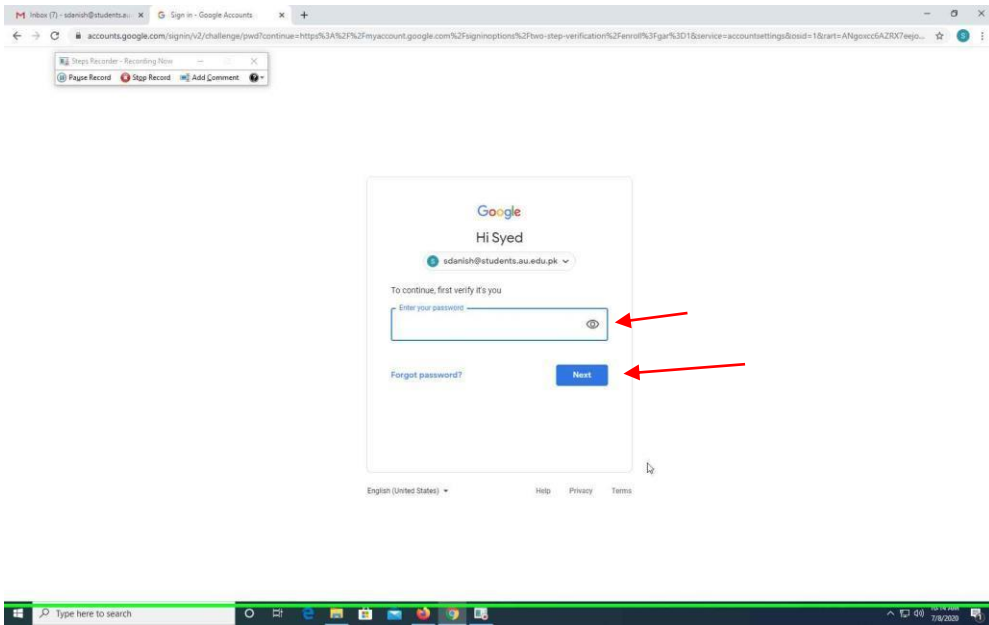 Inbox (7) - sdanish@students.au.
Sign in - Google Accounts
accounts.google.com/signin/v2/challenge/pwd?continue=https%3A%2F%2Fmyaccount.google.com%2Fsigninoptions%2Ftwo-step-verification%2Fenroll%3Fgar%3D1&service=accountsettings&osid=1&rart=ANgoxcc6AZRX7eejo...
Steps Recorder - Recording Now
Pause Record Stop Record Add Comment
Google
Hi Syed
sdanish@students.au.edu.pk
To continue, first verify it's you
Enter your password
Forgot password? Next
English (United States) Help Privacy Terms
Type here to search
7/8/2020